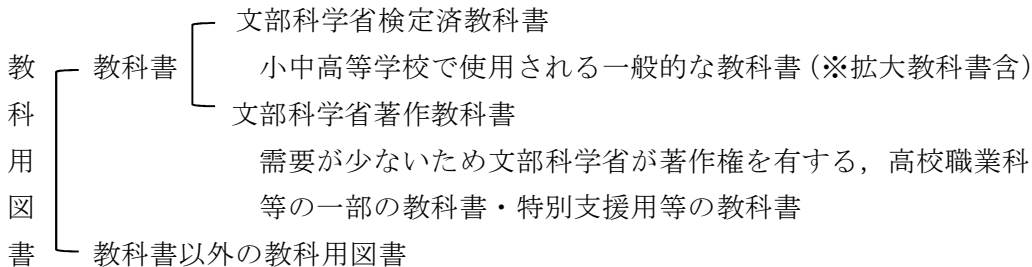 文部科学省検定済教科書
教科書
小中高等学校で使用される一般的な教科書(※拡大教科書含)
文部科学省著作教科書
需要が少ないため文部科学省が著作権を有する,高校職業科
等の一部の教科書・特別支援用等の教科書
教科書以外の教科用図書
教科用図書